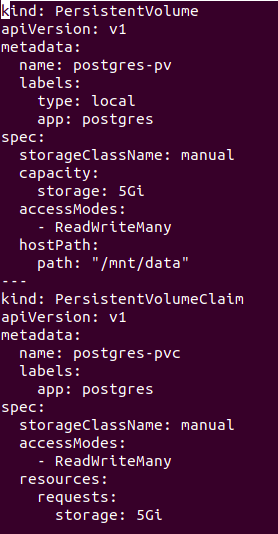 kind: PersistentVolume
apiVersion: v1
metadata:
  name: postgres-pv
  labels:
    type: local
    app: postgres
spec:
  storageClassName: manual
  capacity:
    storage: 5Gi
  accessModes:
    - ReadWriteMany
  hostPath:
    path: "/mnt/data"
---
kind: PersistentVolumeClaim
apiVersion: v1
metadata:
  name: postgres-pvc
  labels:
    app: postgres
spec:
  storageClassName: manual
  accessModes:
    - ReadWriteMany
  resources:
    requests:
      storage: 5Gi